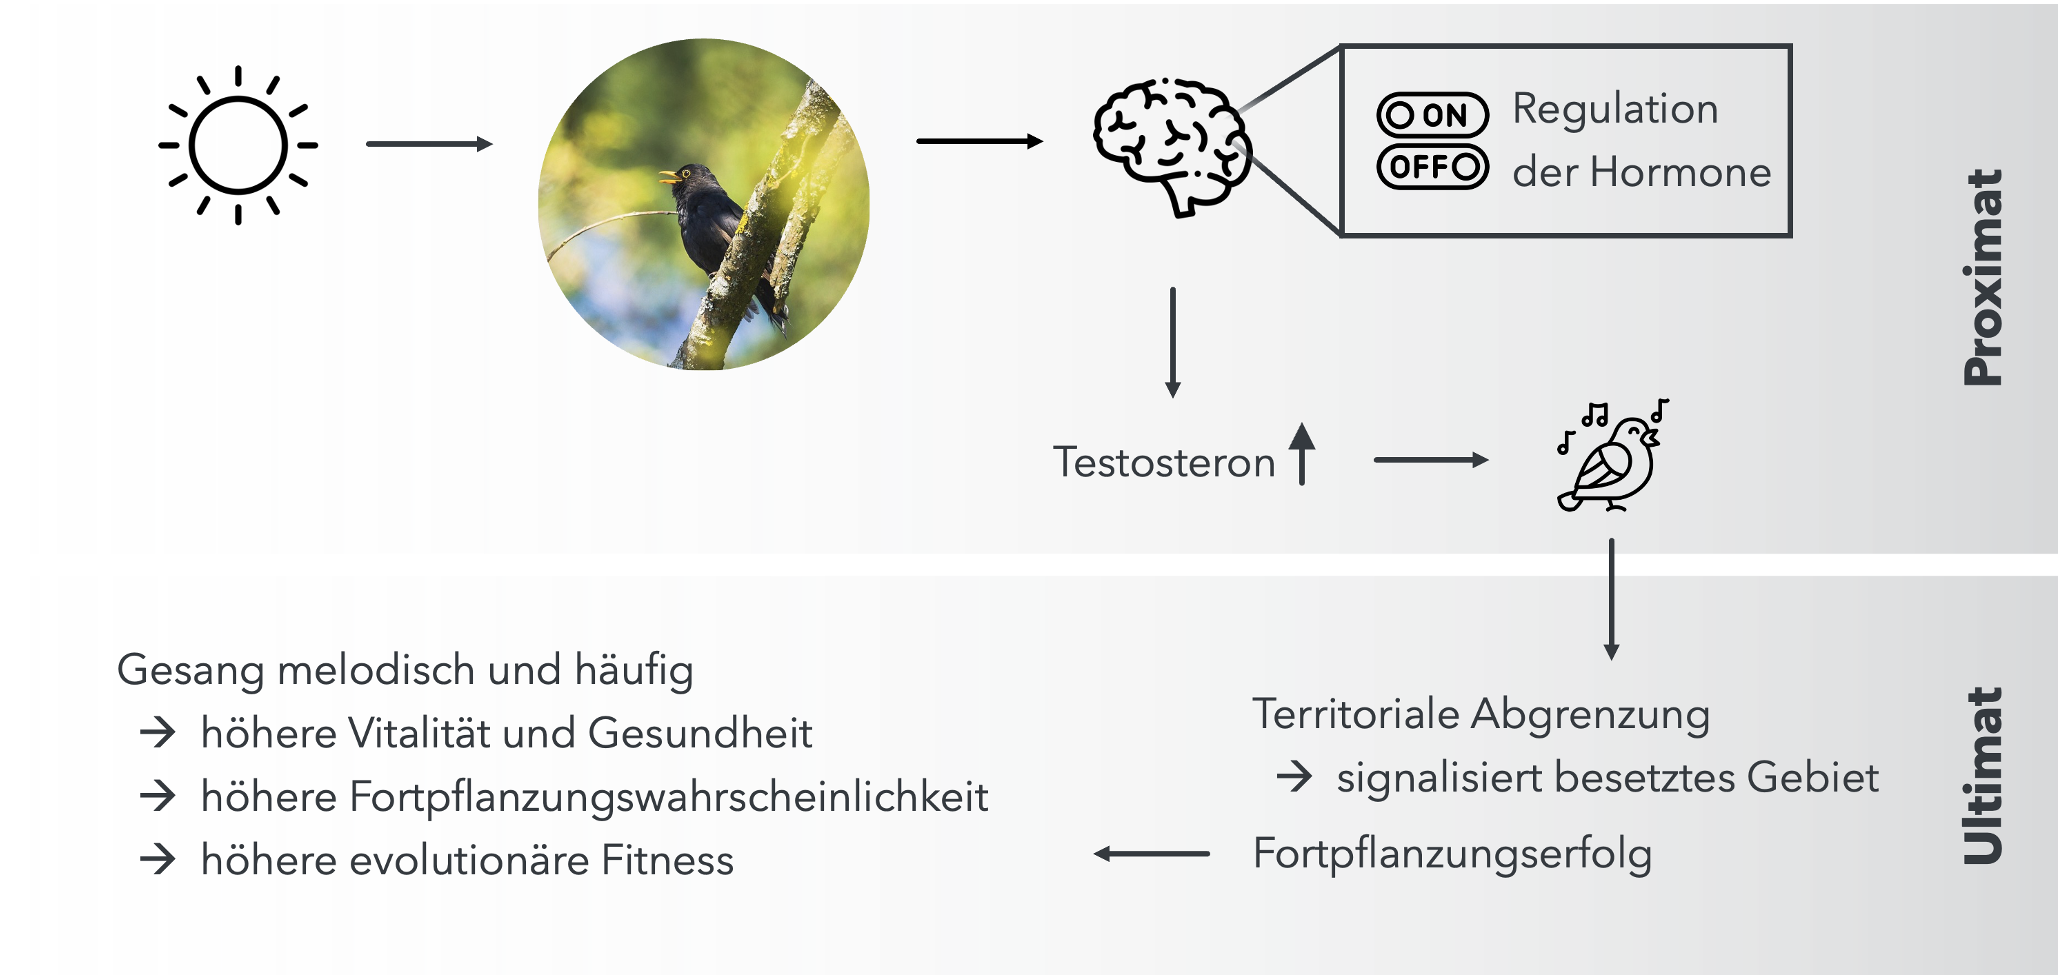 ON
OFF
Regulation
der Hormone
Proximat
Testosteron
Gesang melodisch und häufig
→ höhere Vitalität und Gesundheit
→ höhere Fortpflanzungswahrscheinlichkeit
→ höhere evolutionäre Fitness
Territoriale Abgrenzung
→ signalisiert besetztes Gebiet
Fortpflanzungserfolg
Ultimat